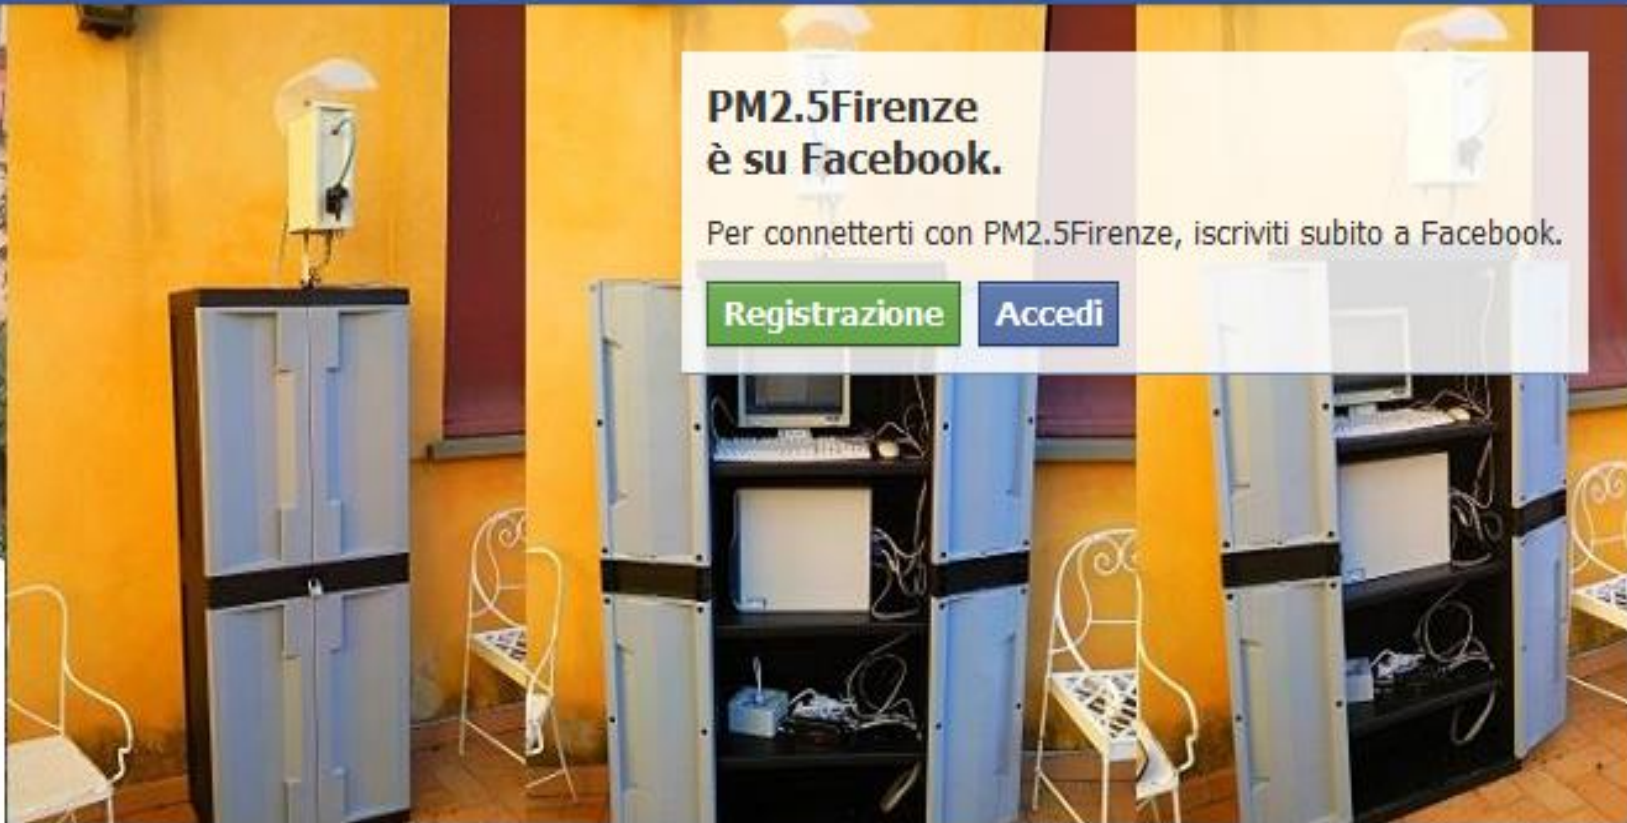 PM2.5Firenze
è su Facebook.
Per connetterti con PM2.5Firenze, iscriviti subito a Facebook.
Registrazione
Accedi